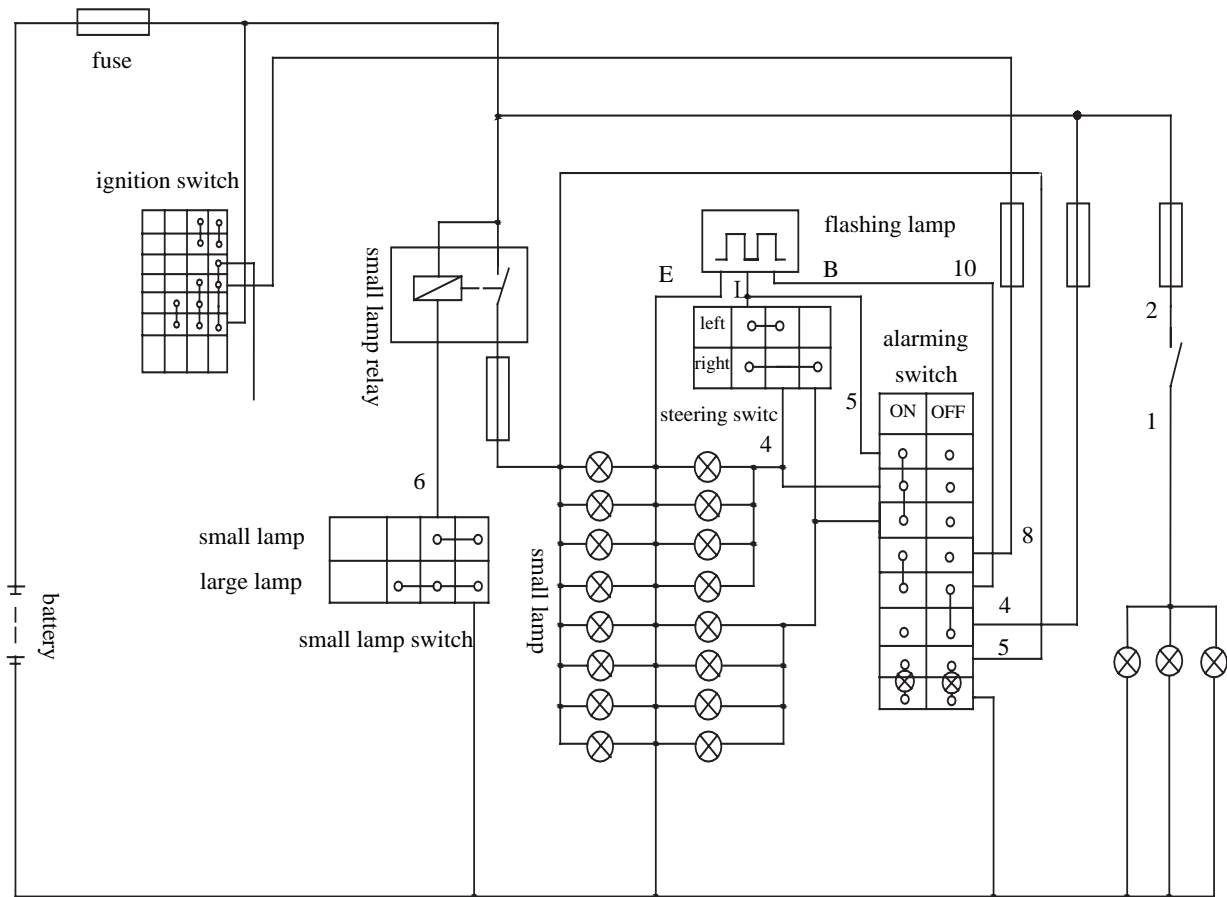 fuse
ignition switch
small lamp relay
flashing lamp
E
L
B
10
2
left
right
alarming
switch
ON OFF
1
5
steering switc
4
6
8
small lamp
large lamp
small lamp switch
small lamp
4
5
battery